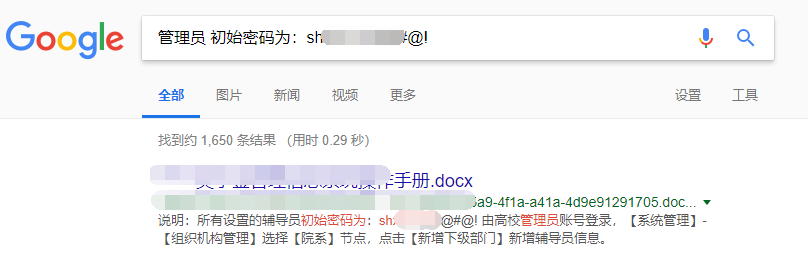 Google
管理员 初始密码为：sh #@!
全部 图片 新闻 视频 更多 设置 工具
找到约 1,650 条结果 （用时 0.29 秒）
操作手册.docx
a9-4f1a-a41a-4d9e91291705.doc...
说明：所有设置的辅导员初始密码为：sh @#@! 由高校管理员账号登录，【系统管理】-
【组织机构管理】选择【院系】节点，点击【新增下级部门】新增辅导员信息。